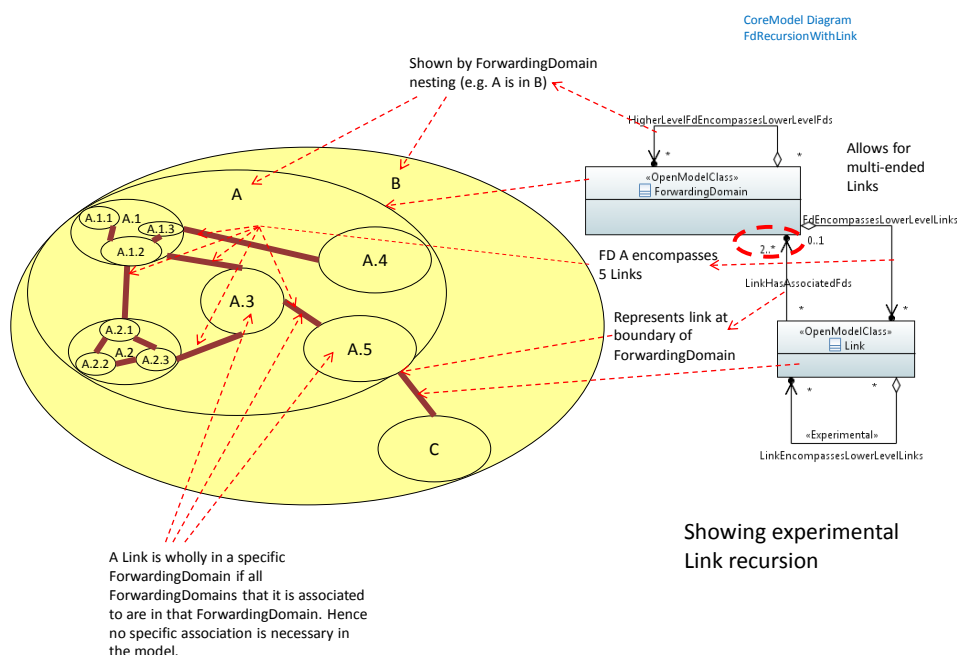 CoreModel Diagram
FdRecursionWithLink
Shown by ForwardingDomain
nesting (e.g. A is in B)
HigherLevelFdEncompassesLowerLevelFds
*
*
Allows for
multi-ended
Links
«OpenModelClass»
ForwardingDomain
FdEncompassesLowerLevelLinks
0..1
2..*
FD A encompasses
5 Links
LinkHasAssociatedFds
*
*
Represents link at
boundary of
ForwardingDomain
«OpenModelClass»
Link
*
*
«Experimental»
LinkEncompassesLowerLevelLinks
A
B
A.1.1
A.1
A.1.3
A.1.2
A.4
A.3
A.2.1
A.2
A.2.2
A.2.3
A.5
C
Showing experimental
Link recursion
A Link is wholly in a specific
ForwardingDomain if all
ForwardingDomains that it is associated
to are in that ForwardingDomain. Hence
no specific association is necessary in
the model.